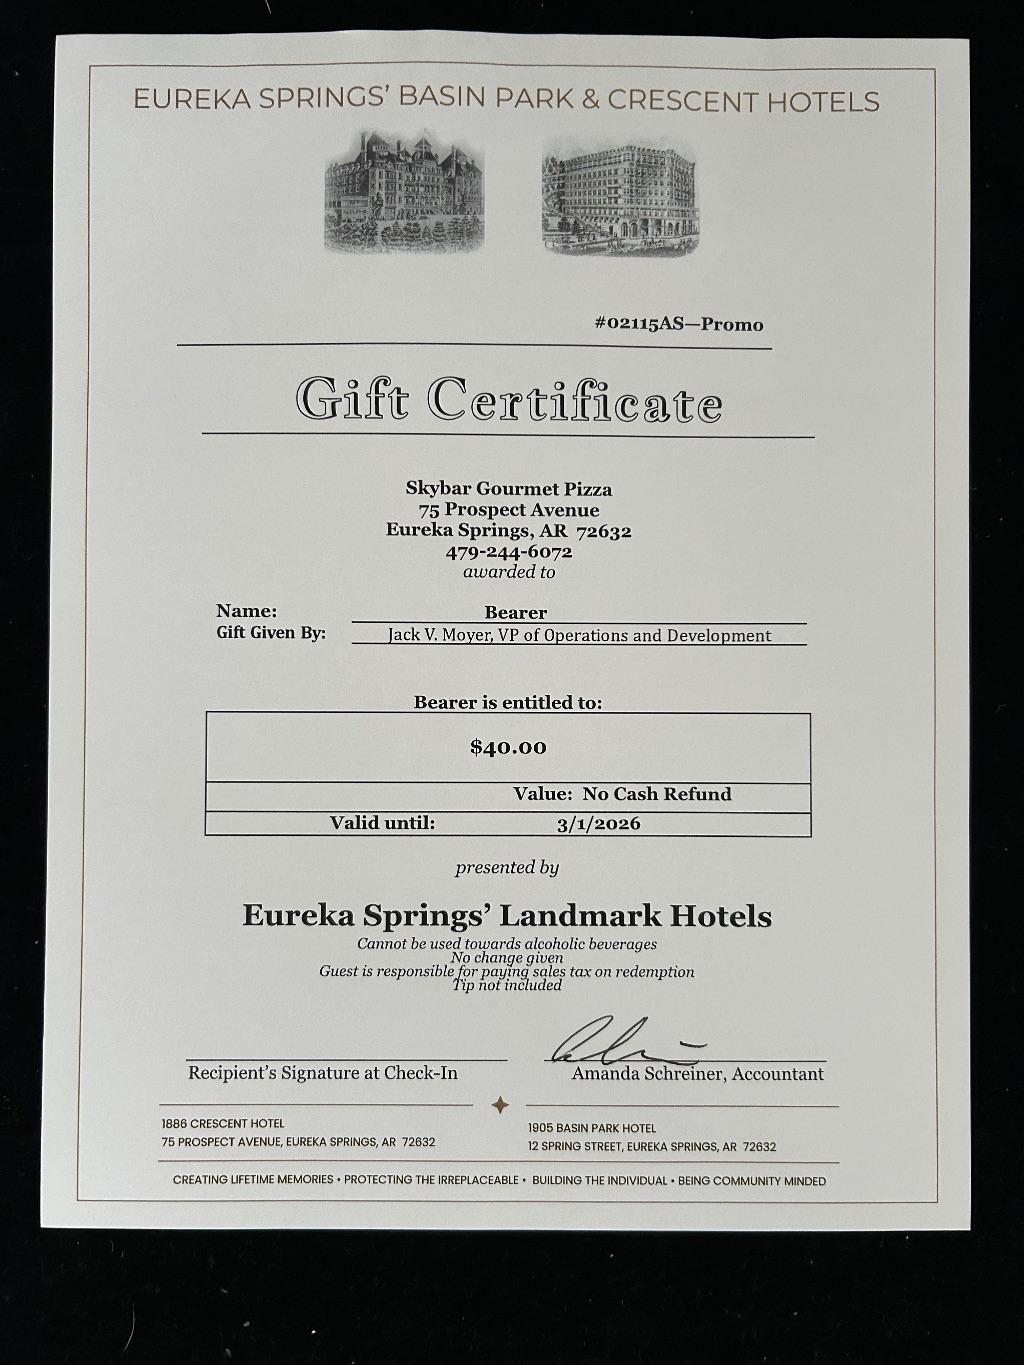 EUREKA SPRINGS' BASIN PARK & CRESCENT HOTELS
#02115AS—Promo
Gift Certificate
Skybar Gourmet Pizza
75 Prospect Avenue
Eureka Springs, AR 72632
479-244-6072
awarded to
Name: Bearer
Gift Given By: Jack V. Moyer, VP of Operations and Development
Bearer is entitled to:
$40.00
Value: No Cash Refund
Valid until: 3/1/2026
presented by
Eureka Springs' Landmark Hotels
Cannot be used towards alcoholic beverages
No change given
Guest is responsible for paying sales tax on redemption
Tip not included
Recipient's Signature at Check-In Amanda Schreiner, Accountant
1886 CRESCENT HOTEL
75 PROSPECT AVENUE, EUREKA SPRINGS, AR 72632
1905 BASIN PARK HOTEL
12 SPRING STREET, EUREKA SPRINGS, AR 72632
CREATING LIFETIME MEMORIES • PROTECTING THE IRREPLACEABLE • BUILDING THE INDIVIDUAL • BEING COMMUNITY MINDED